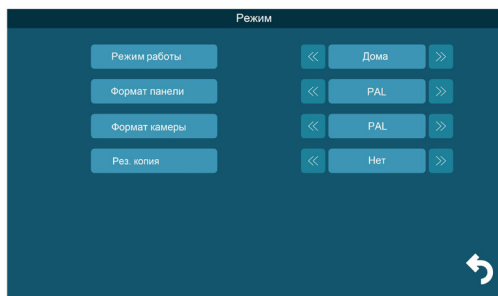 Режим
Режим работы « Дома »
Формат панели « PAL »
Формат камеры « PAL »
Рез. копия « Нет »